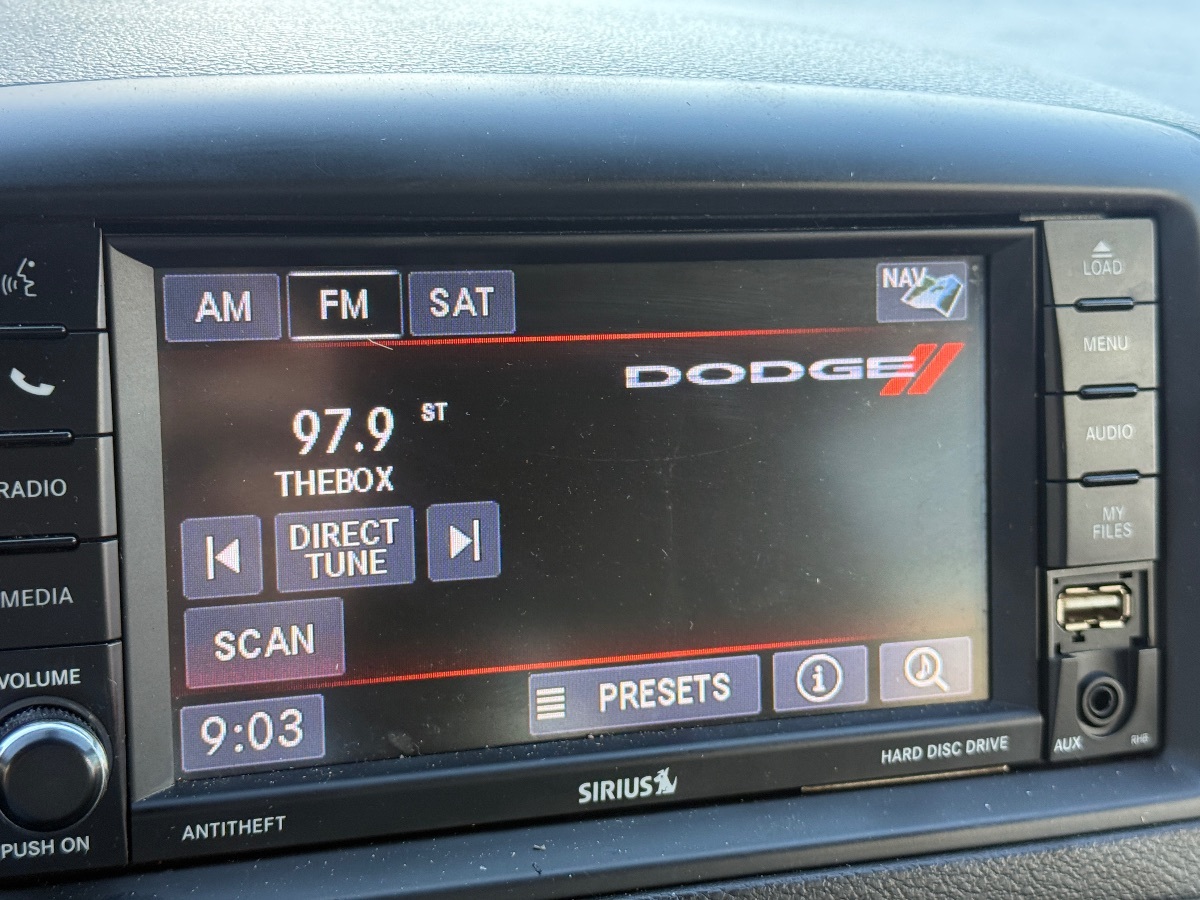 AM
FM
SAT
NAV
DODGE
97.9 ST
THEBOX
DIRECT
TUNE
SCAN
PRESETS
9:03
RADIO
MEDIA
VOLUME
PUSH ON
LOAD
MENU
AUDIO
MY
FILES
AUX
RHB
HARD DISC DRIVE
SIRIUS
ANTITHEFT